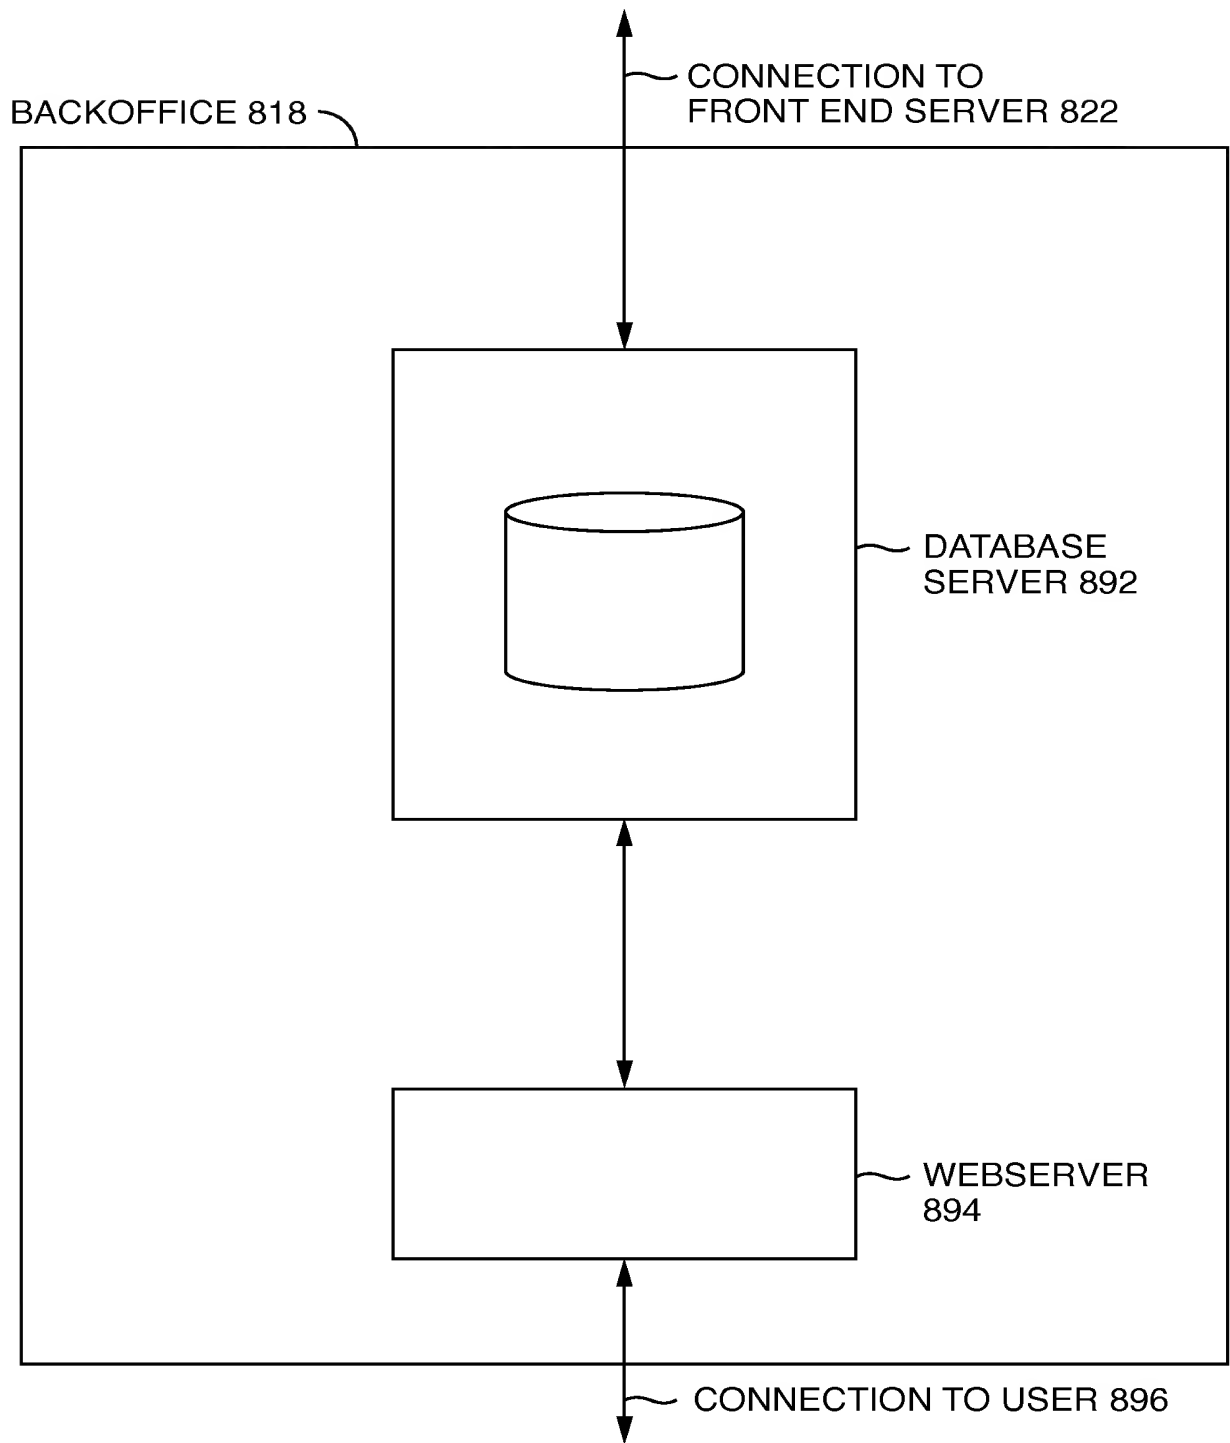 CONNECTION TO
FRONT END SERVER 822
BACKOFFICE 818
DATABASE
SERVER 892
WEBSERVER
894
CONNECTION TO USER 896